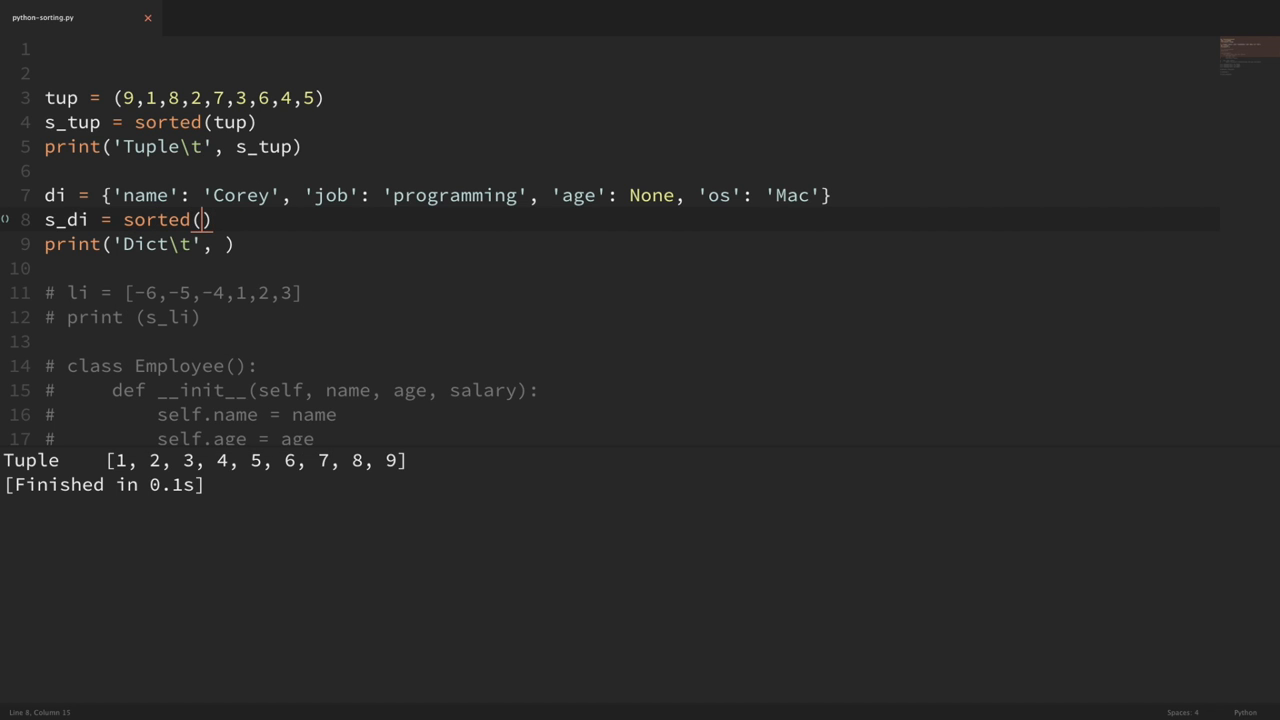 python-sorting.py ×
1
2
3 tup = (9,1,8,2,7,3,6,4,5)
4 s_tup = sorted(tup)
5 print('Tuple\t', s_tup)
6
7 di = {'name': 'Corey', 'job': 'programming', 'age': None, 'os': 'Mac'}
() 8 s_di = sorted()
9 print('Dict\t', )
10
11 # li = [-6,-5,-4,1,2,3]
12 # print (s_li)
13
14 # class Employee():
15 #     def __init__(self, name, age, salary):
16 #         self.name = name
17 #         self.age = age
Tuple    [1, 2, 3, 4, 5, 6, 7, 8, 9]
[Finished in 0.1s]
Line 8, Column 15 Spaces: 4 Python